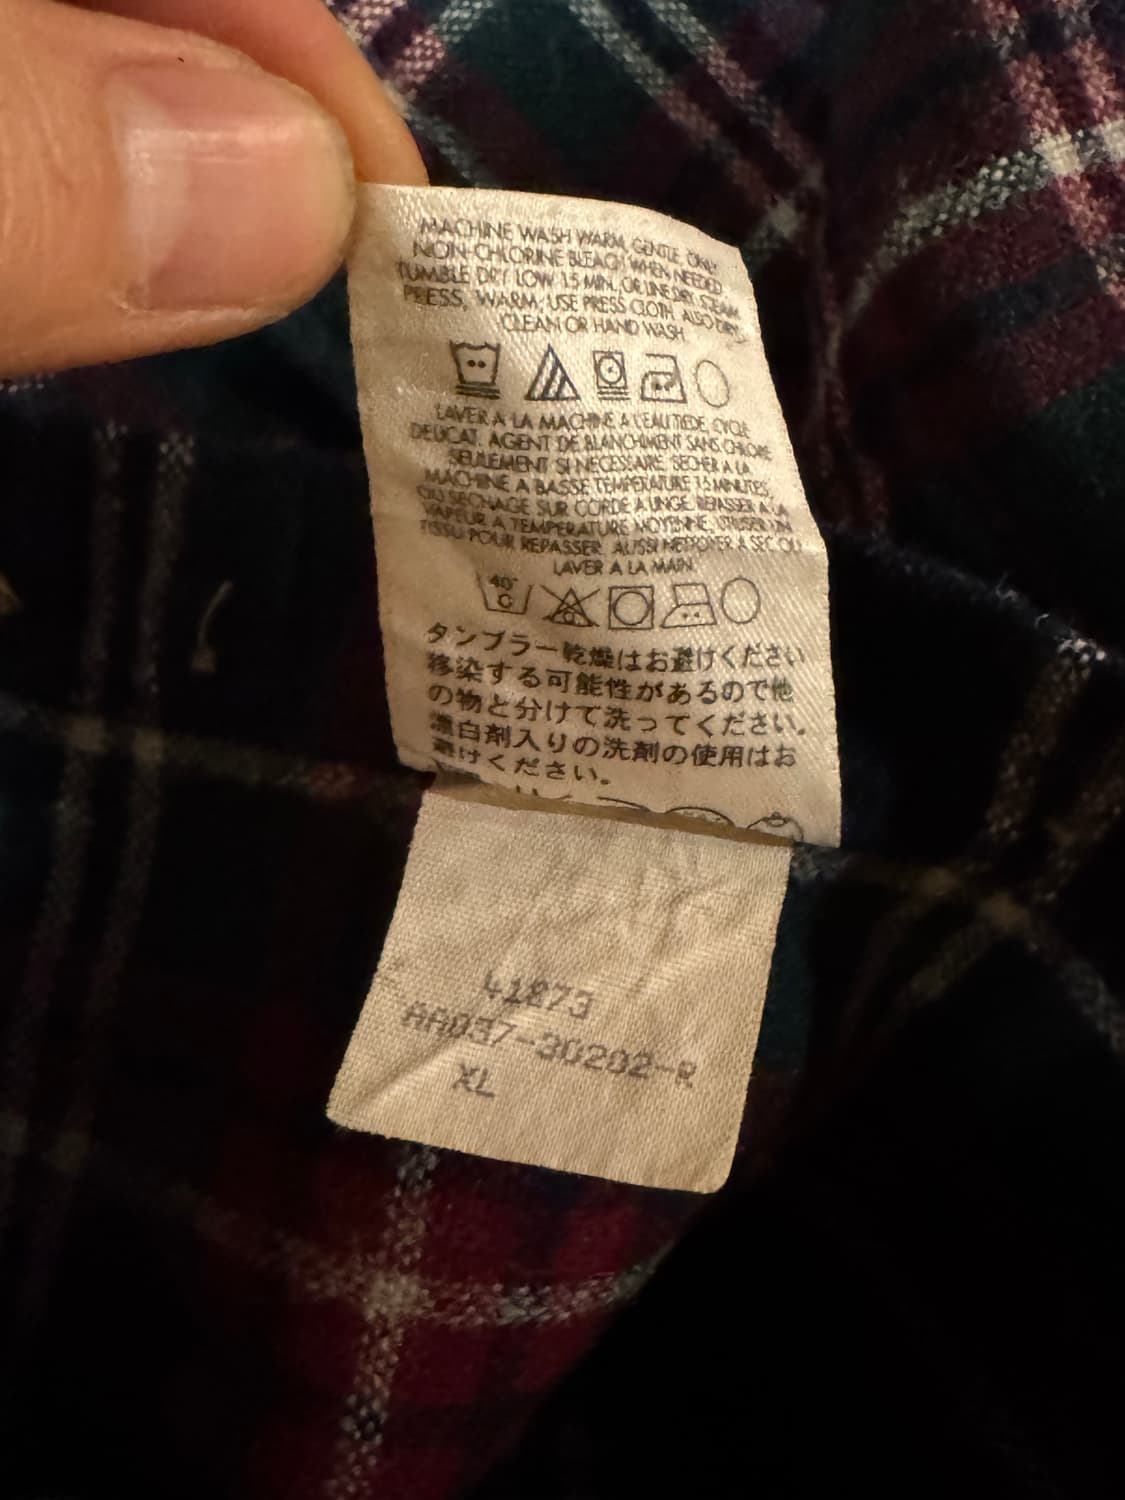 MACHINE WASH WARM, GENTLE ONLY
NON-CHLORINE BLEACH WHEN NEEDED
TUMBLE DRY LOW 15 MIN. OR LINE DRY. STEAM
PRESS, WARM. USE PRESS CLOTH. ALSO DRY
CLEAN OR HAND WASH
LAVER A LA MACHINE A L'EAU TIEDE, CYCLE
DELICAT. AGENT DE BLANCHIMENT SANS CHLORE
SEULEMENT SI NECESSAIRE. SECHER A LA
MACHINE A BASSE TEMPERATURE 15 MINUTES,
OU SECHAGE SUR CORDE A LINGE. REPASSER A LA
VAPEUR A TEMPERATURE MOYENNE. UTILISER UN
TISSU POUR REPASSER. AUSSI NETTOYER A SEC OU
LAVER A LA MAIN.
40°
C
タンブラー乾燥はお避けください
移染する可能性があるので他
の物と分けて洗ってください。
漂白剤入りの洗剤の使用はお
避けください。
41873
AA037-30202-R
XL